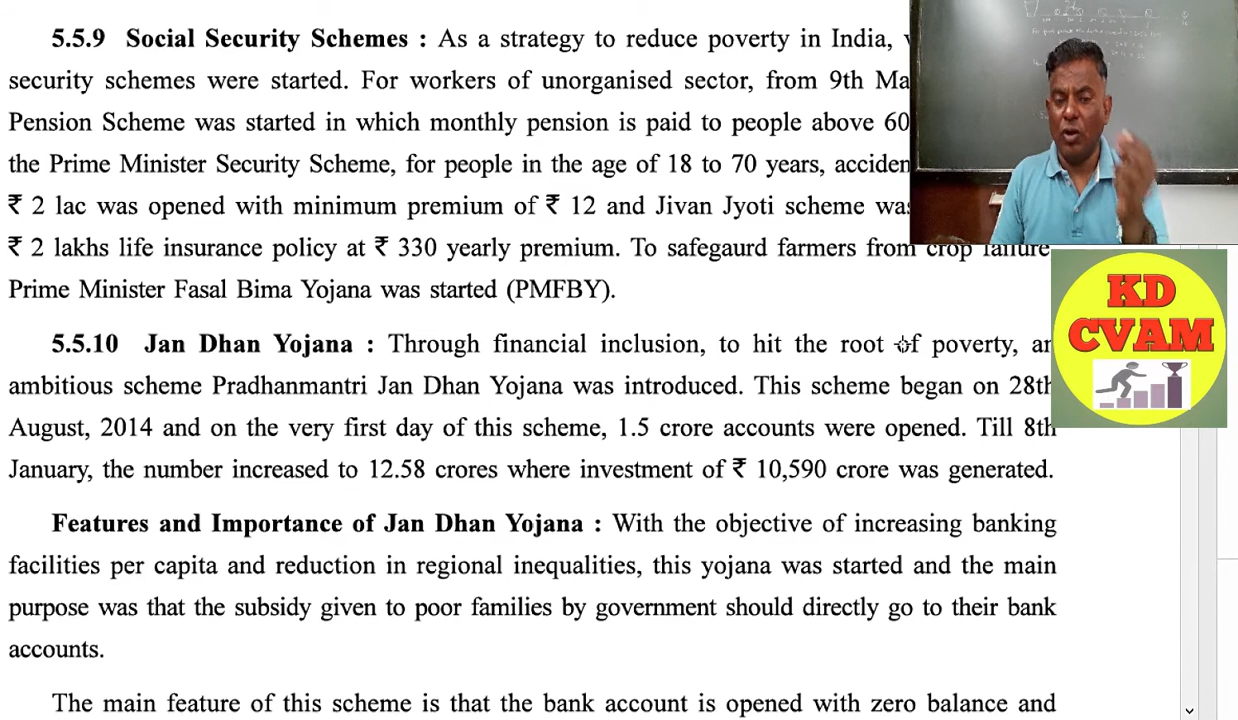 5.5.9 Social Security Schemes : As a strategy to reduce poverty in India,
security schemes were started. For workers of unorganised sector, from 9th Ma
Pension Scheme was started in which monthly pension is paid to people above 60
the Prime Minister Security Scheme, for people in the age of 18 to 70 years, acciden
₹ 2 lac was opened with minimum premium of ₹ 12 and Jivan Jyoti scheme was
₹ 2 lakhs life insurance policy at ₹ 330 yearly premium. To safegaurd farmers from crop failure
Prime Minister Fasal Bima Yojana was started (PMFBY).
KD
CVAM
5.5.10 Jan Dhan Yojana : Through financial inclusion, to hit the root of poverty, an
ambitious scheme Pradhanmantri Jan Dhan Yojana was introduced. This scheme began on 28th
August, 2014 and on the very first day of this scheme, 1.5 crore accounts were opened. Till 8th
January, the number increased to 12.58 crores where investment of ₹ 10,590 crore was generated.
Features and Importance of Jan Dhan Yojana : With the objective of increasing banking
facilities per capita and reduction in regional inequalities, this yojana was started and the main
purpose was that the subsidy given to poor families by government should directly go to their bank
accounts.
The main feature of this scheme is that the bank account is opened with zero balance and